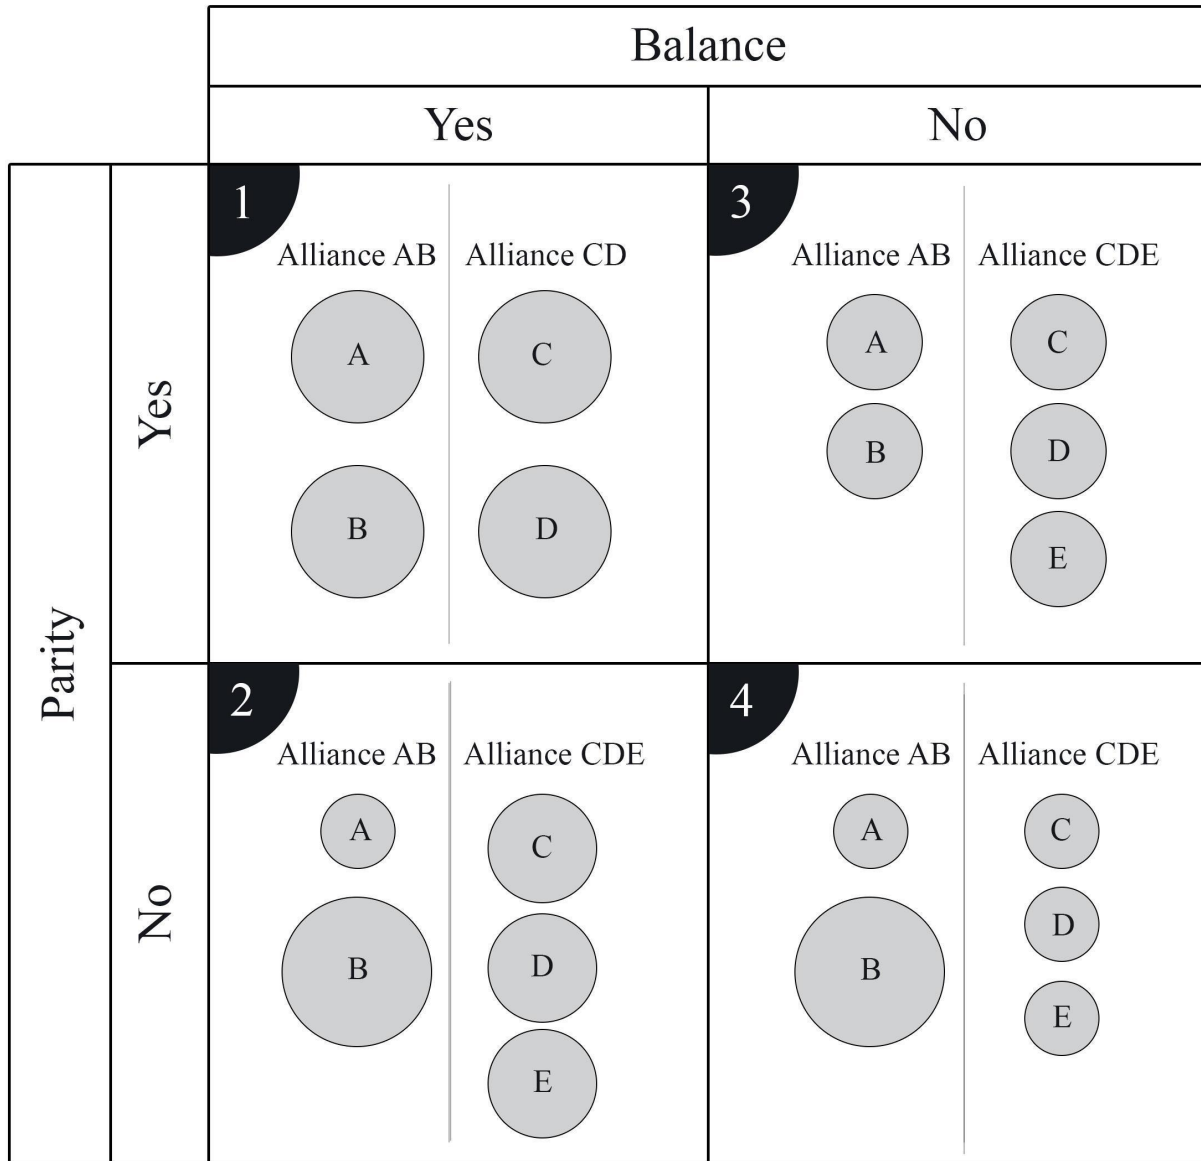 Balance
Yes
No
Parity
Yes
1
Alliance AB
Alliance CD
A
C
B
D
3
Alliance AB
Alliance CDE
A
C
B
D
E
No
2
Alliance AB
Alliance CDE
A
C
B
D
E
4
Alliance AB
Alliance CDE
A
C
D
B
E